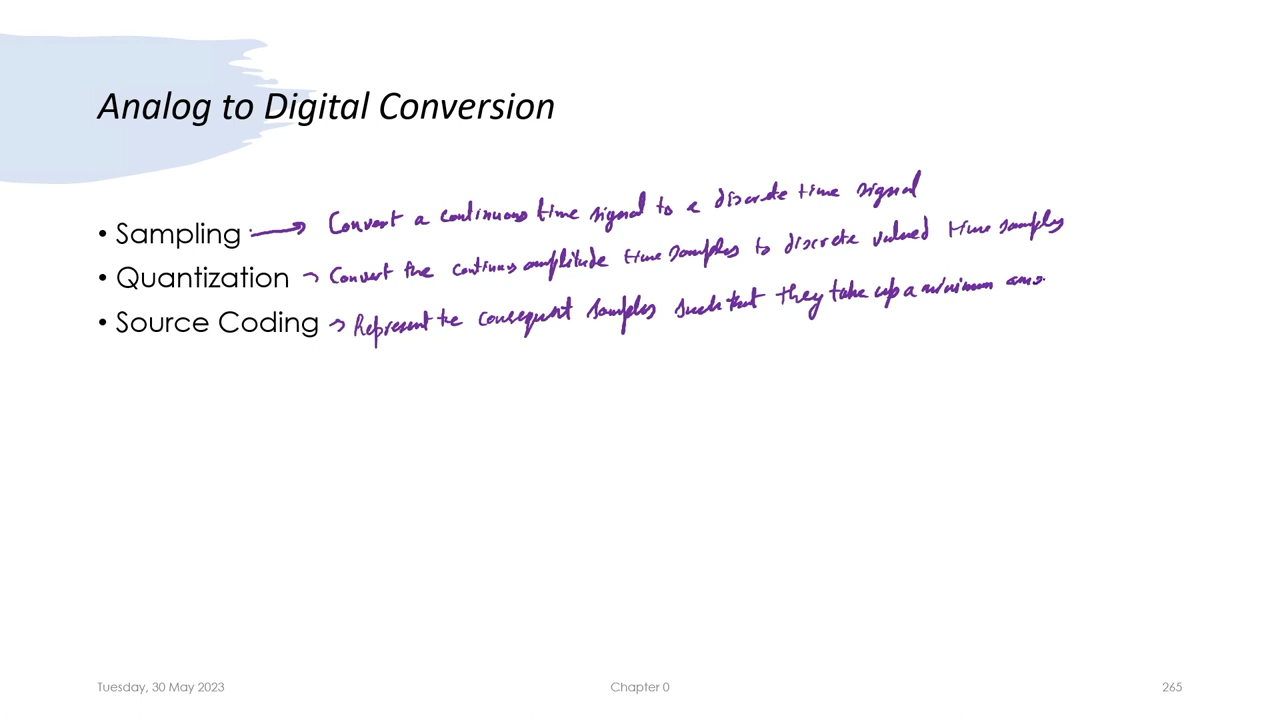 Analog to Digital Conversion
• Sampling → Convert a continuous time signal to a discrete time signal
• Quantization → Convert the continus amplitude time samples to discrete valued time samples
• Source Coding → Represent the consequent samples such that they take up a minimum amo
Tuesday, 30 May 2023
Chapter 0
265